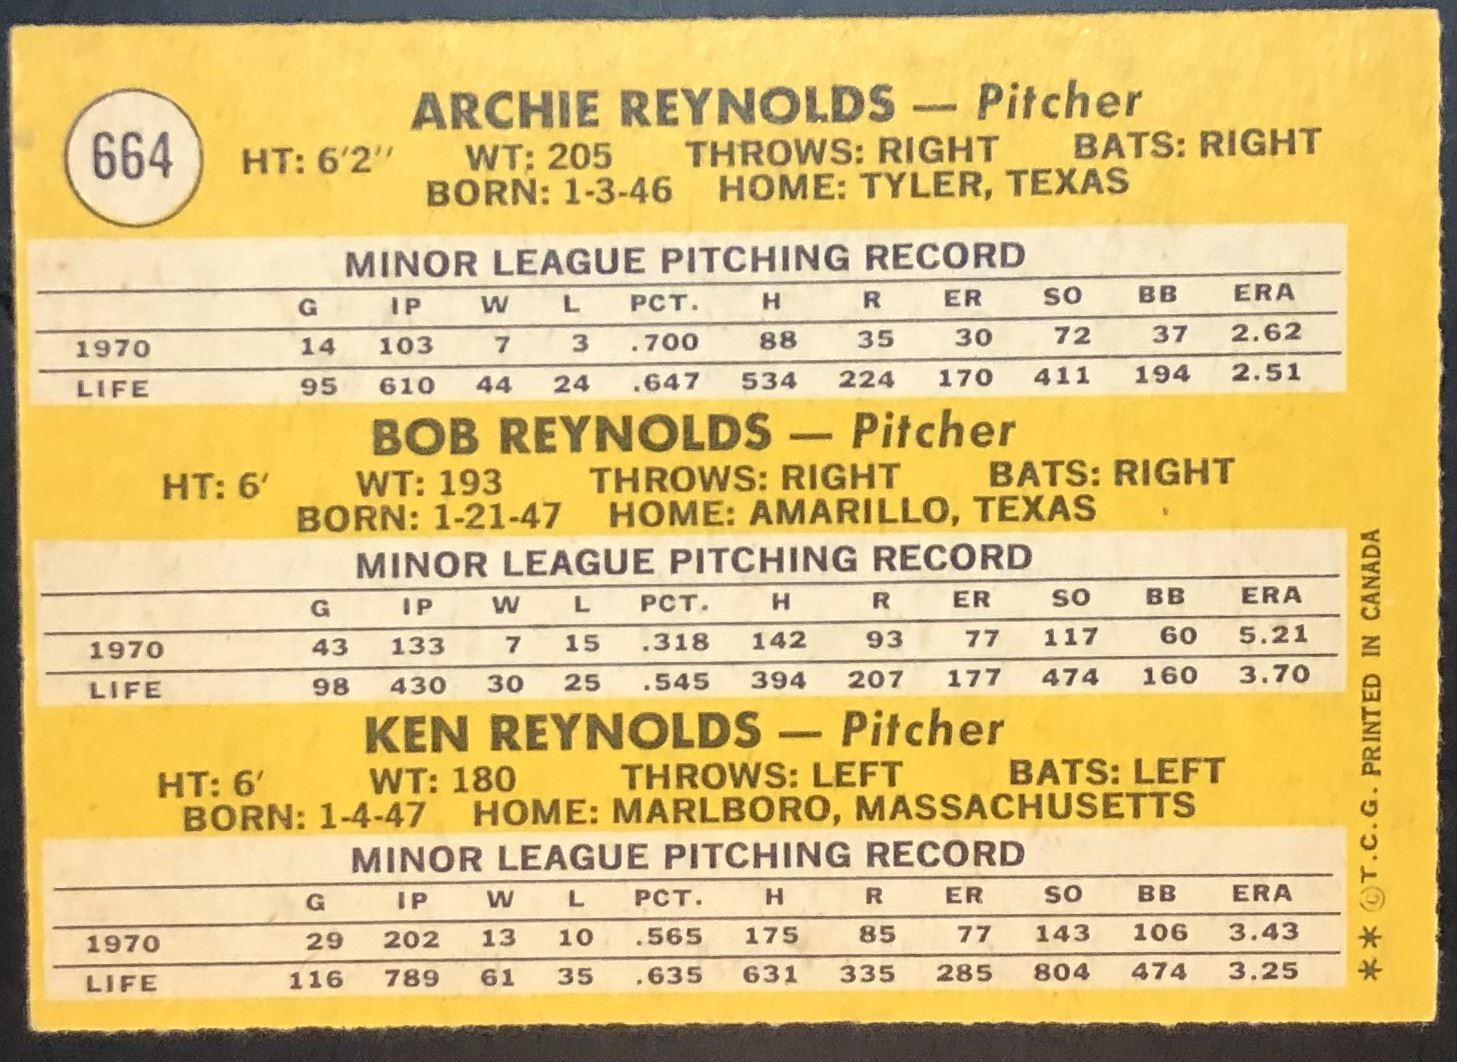 664
ARCHIE REYNOLDS — Pitcher
HT: 6'2" WT: 205 THROWS: RIGHT BATS: RIGHT
BORN: 1-3-46 HOME: TYLER, TEXAS
MINOR LEAGUE PITCHING RECORD
G IP W L PCT. H R ER SO BB ERA
1970 14 103 7 3 .700 88 35 30 72 37 2.62
LIFE 95 610 44 24 .647 534 224 170 411 194 2.51
BOB REYNOLDS — Pitcher
HT: 6' WT: 193 THROWS: RIGHT BATS: RIGHT
BORN: 1-21-47 HOME: AMARILLO, TEXAS
MINOR LEAGUE PITCHING RECORD
G IP W L PCT. H R ER SO BB ERA
1970 43 133 7 15 .318 142 93 77 117 60 5.21
LIFE 98 430 30 25 .545 394 207 177 474 160 3.70
KEN REYNOLDS — Pitcher
HT: 6' WT: 180 THROWS: LEFT BATS: LEFT
BORN: 1-4-47 HOME: MARLBORO, MASSACHUSETTS
MINOR LEAGUE PITCHING RECORD
G IP W L PCT. H R ER SO BB ERA
1970 29 202 13 10 .565 175 85 77 143 106 3.43
LIFE 116 789 61 35 .635 631 335 285 804 474 3.25
**©T.C.G. PRINTED IN CANADA